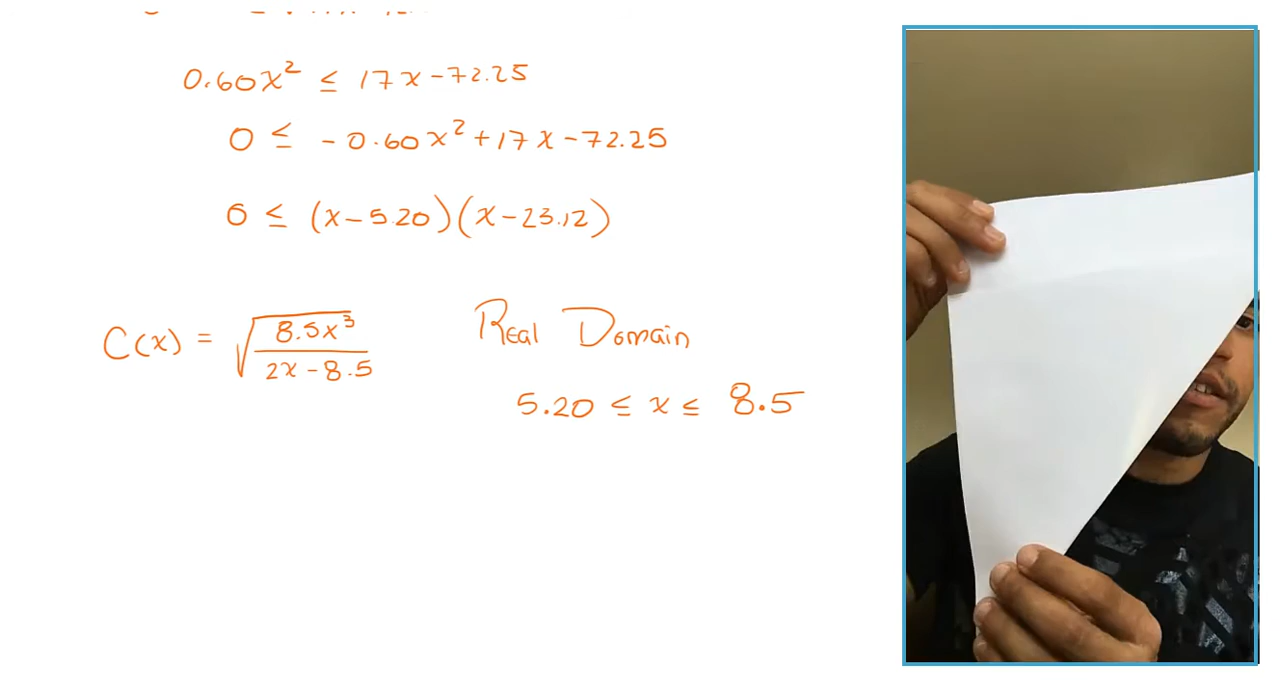 0.60x² ≤ 17x - 72.25
0 ≤ - 0.60x² + 17x - 72.25
0 ≤ (x - 5.20)(x - 23.12)
C(x) = √(8.5x³ / (2x - 8.5))
Real Domain
5.20 ≤ x ≤ 8.5